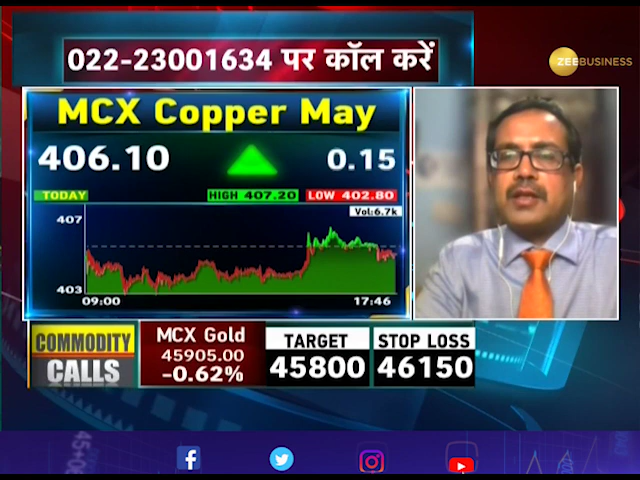 022-23001634 पर कॉल करें
ZEEBUSINESS
MCX Copper May
406.10 0.15
TODAY HIGH 407.20 LOW 402.80
Vol:6.7k
407
403
09:00 17:46
COMMODITY CALLS
MCX Gold
45905.00
-0.62%
TARGET
45800
STOP LOSS
46150